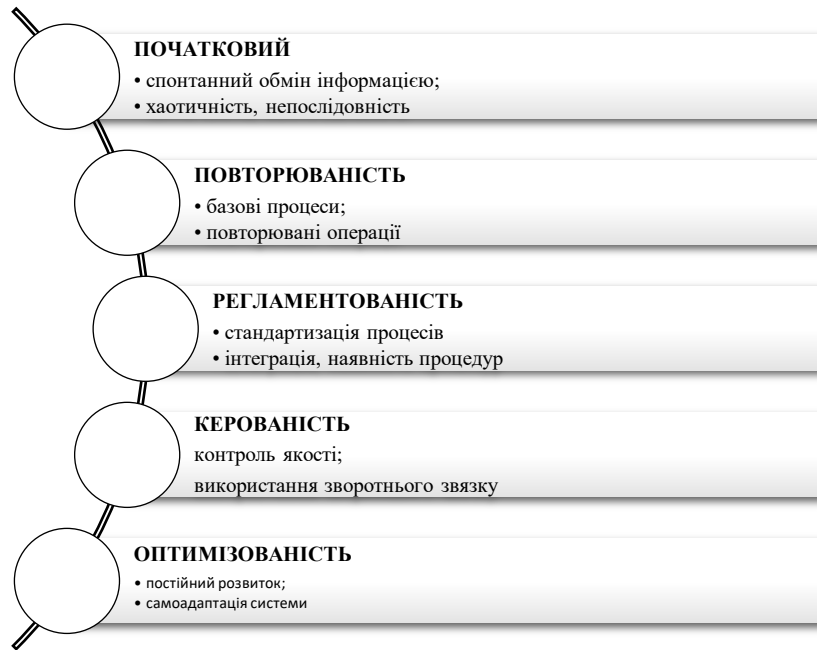 ПОЧАТКОВИЙ
• спонтанний обмін інформацією;
• хаотичність, непослідовність
ПОВТОРЮВАНІСТЬ
• базові процеси;
• повторювані операції
РЕГЛАМЕНТОВАНІСТЬ
• стандартизація процесів
• інтеграція, наявність процедур
КЕРОВАНІСТЬ
контроль якості;
використання зворотнього звязку
ОПТИМІЗОВАНІСТЬ
• постійний розвиток;
• самоадаптація системи